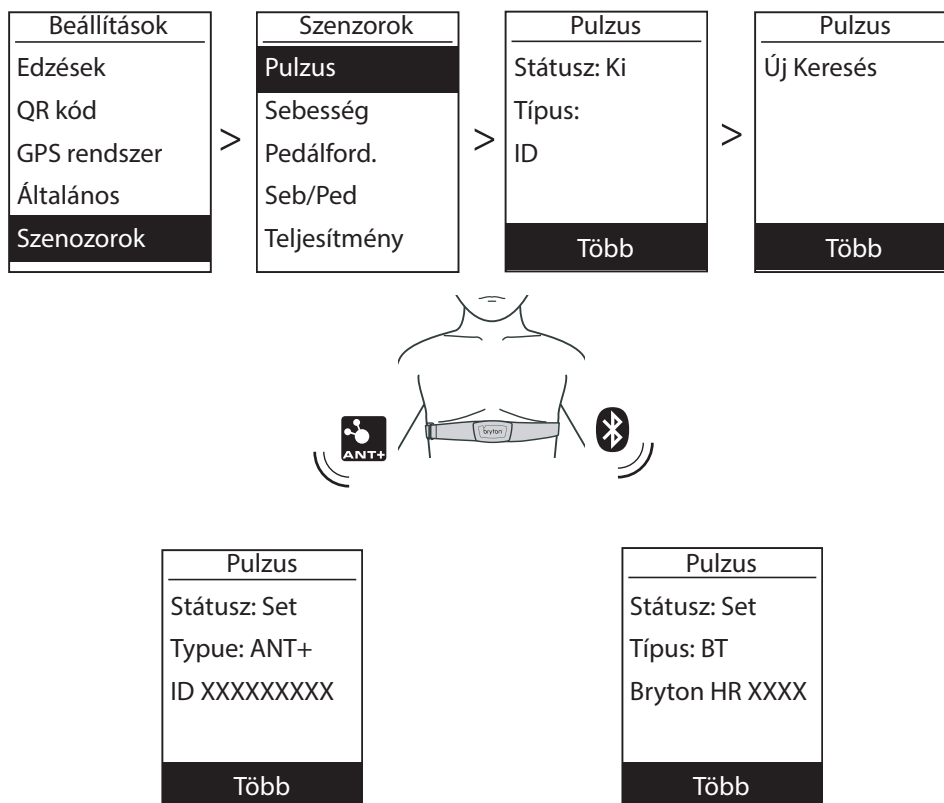 Beállítások
Edzések
QR kód
GPS rendszer
Általános
Szenozorok
>
Szenzorok
Pulzus
Sebesség
Pedálford.
Seb/Ped
Teljesítmény
>
Pulzus
Státusz: Ki
Típus:
ID
Több
>
Pulzus
Új Keresés
Több
ANT+
bryton
Pulzus
Státusz: Set
Typue: ANT+
ID XXXXXXXXX
Több
Pulzus
Státusz: Set
Típus: BT
Bryton HR XXXX
Több